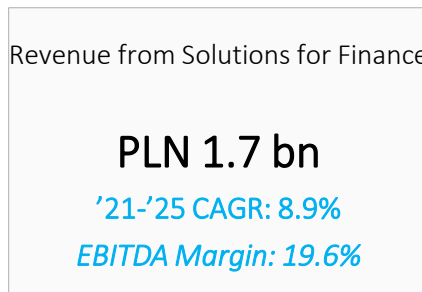 Revenue from Solutions for Finance
PLN 1.7 bn
’21-’25 CAGR: 8.9%
EBITDA Margin: 19.6%